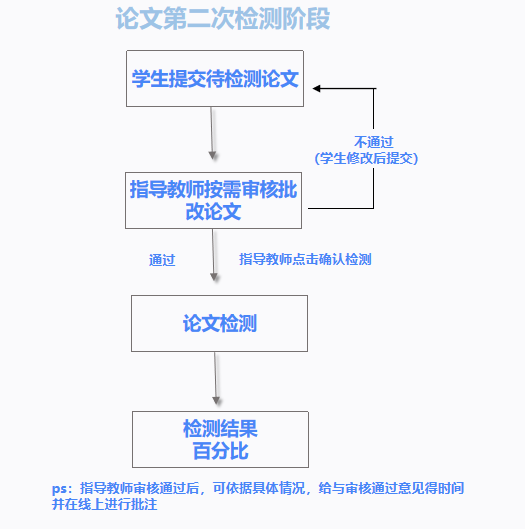 论文第二次检测阶段
学生提交待检测论文
不通过
(学生修改后提交)
指导教师按需审核批
改论文
通过
指导教师点击确认检测
论文检测
检测结果
百分比
ps：指导教师审核通过后，可依据具体情况，给与审核通过意见得时间
并在线上进行批注